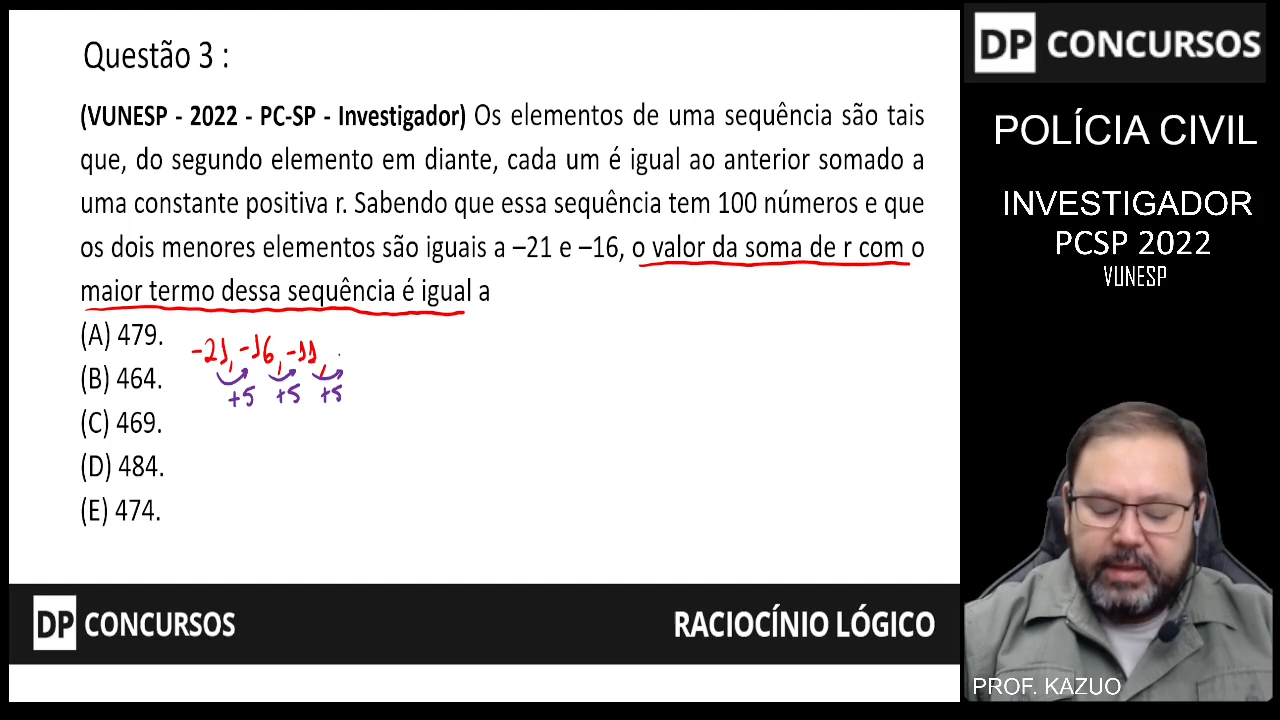 Questão 3 :
(VUNESP - 2022 - PC-SP - Investigador) Os elementos de uma sequência são tais
que, do segundo elemento em diante, cada um é igual ao anterior somado a
uma constante positiva r. Sabendo que essa sequência tem 100 números e que
os dois menores elementos são iguais a –21 e –16, o valor da soma de r com o
maior termo dessa sequência é igual a
(A) 479.
(B) 464.
(C) 469.
(D) 484.
(E) 474.
-21, -16, -11, .
+5 +5 +5
DP CONCURSOS
RACIOCÍNIO LÓGICO
DP CONCURSOS
POLÍCIA CIVIL
INVESTIGADOR
PCSP 2022
VUNESP
PROF. KAZUO